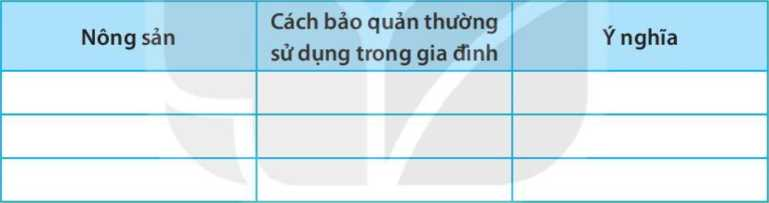 Nông sản
Cách bảo quản thường
sử dụng trong gia đình
Ý nghĩa